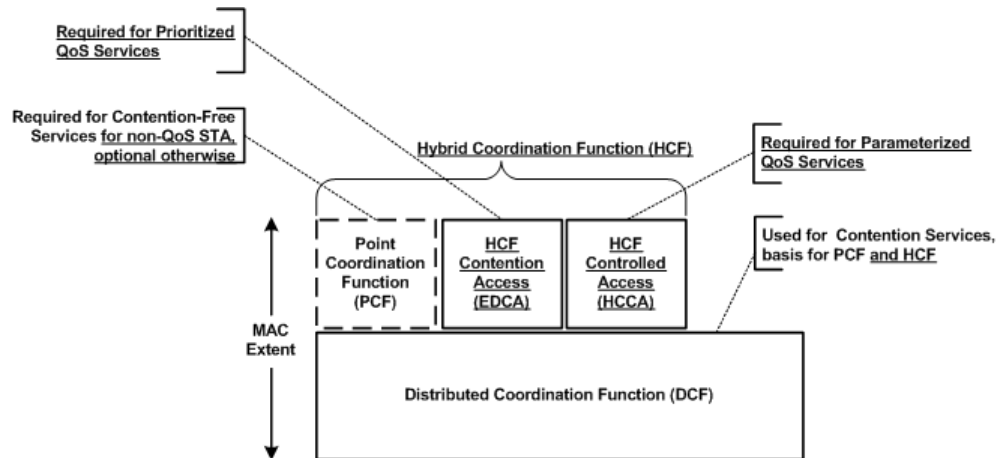 Required for Prioritized
QoS Services
Required for Contention-Free
Services for non-QoS STA,
optional otherwise
Hybrid Coordination Function (HCF)
Required for Parameterized
QoS Services
Used for Contention Services,
basis for PCF and HCF
MAC
Extent
Point
Coordination
Function
(PCF)
HCF
Contention
Access
(EDCA)
HCF
Controlled
Access
(HCCA)
Distributed Coordination Function (DCF)